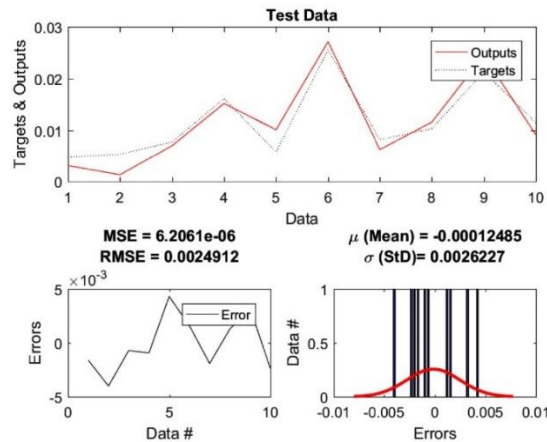 Test Data
0.03
0.02
0.01
0
Targets & Outputs
Outputs
Targets
1 2 3 4 5 6 7 8 9 10
Data
MSE = 6.2061e-06
RMSE = 0.0024912
μ (Mean) = -0.00012485
σ (StD)= 0.0026227
×10⁻³
5
0
-5
Errors
Error
0 5 10
Data #
1
0.5
0
Data #
-0.01 -0.005 0 0.005 0.01
Errors